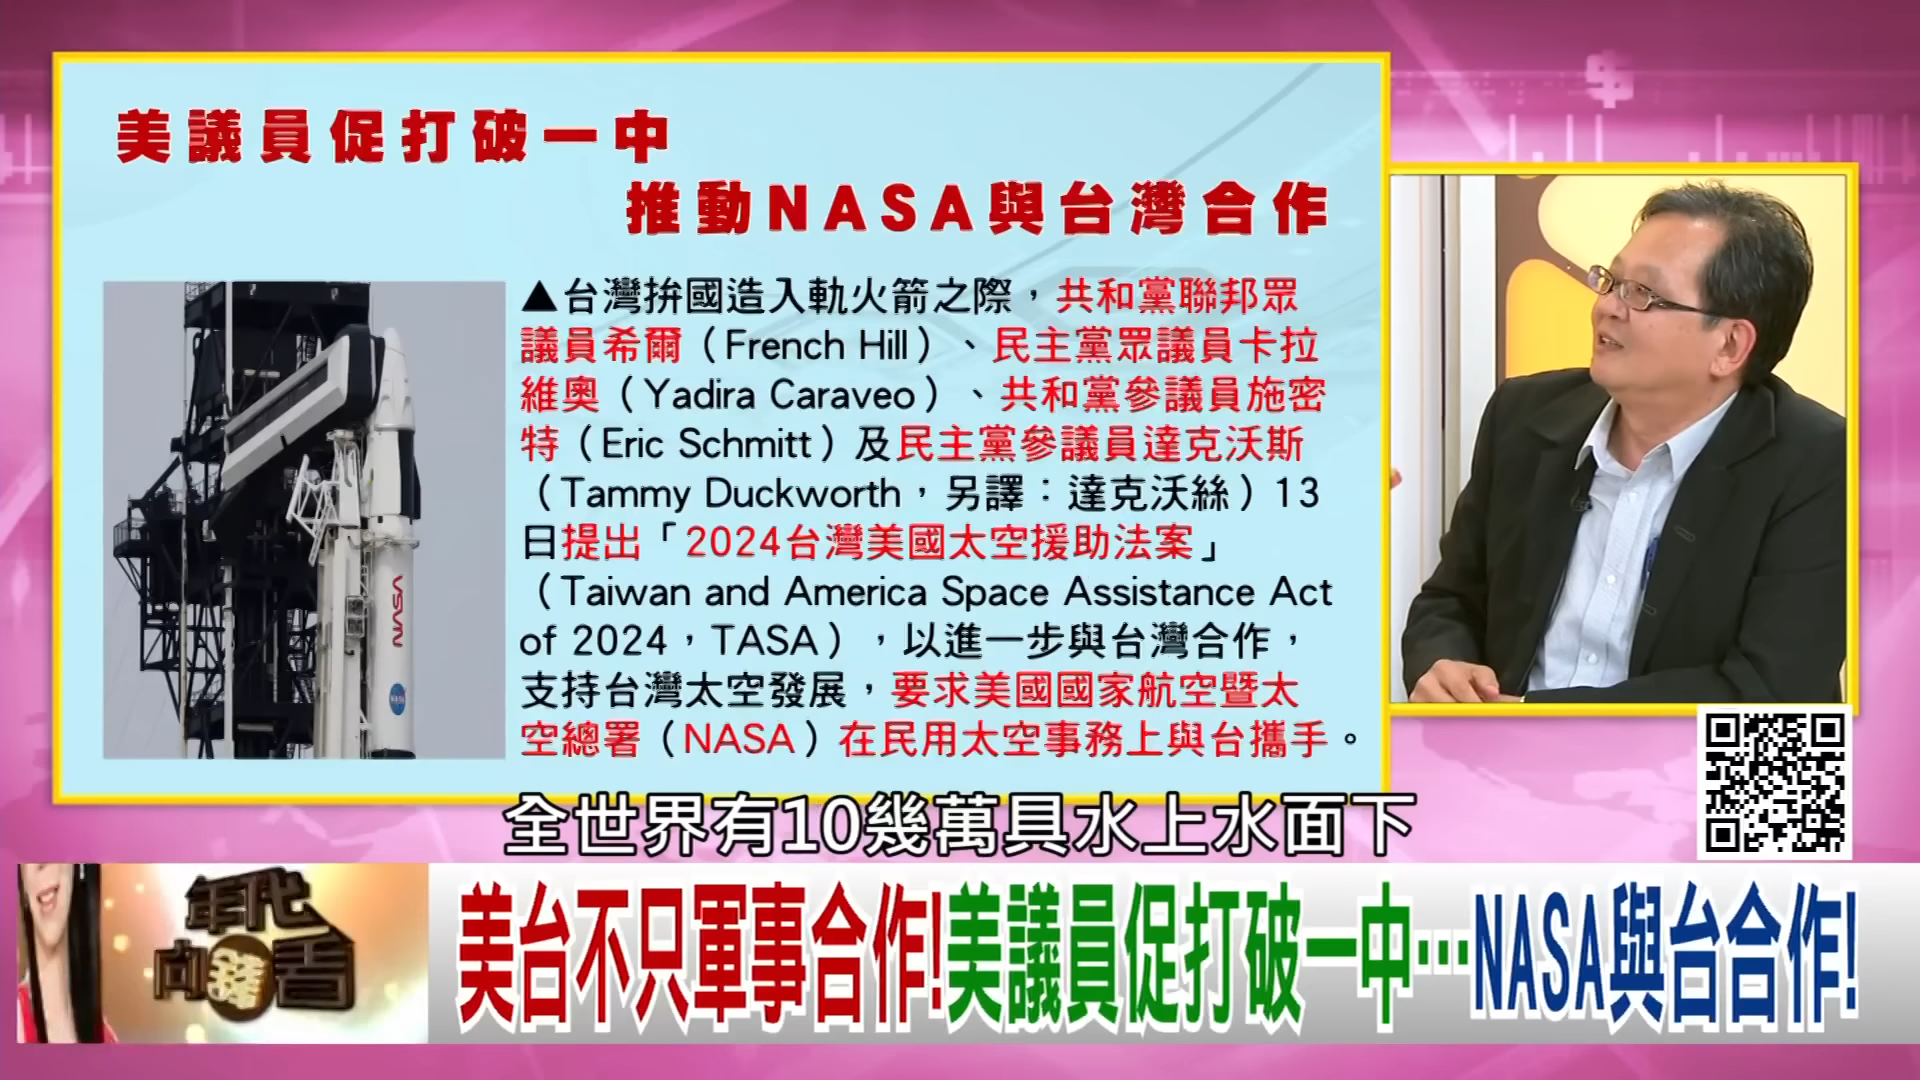 美議員促打破一中
推動NASA與台灣合作
▲台灣拚國造入軌火箭之際，共和黨聯邦眾
議員希爾（French Hill）、民主黨眾議員卡拉
維奧（Yadira Caraveo）、共和黨參議員施密
特（Eric Schmitt）及民主黨參議員達克沃斯
（Tammy Duckworth，另譯：達克沃絲）13
日提出「2024台灣美國太空援助法案」
（Taiwan and America Space Assistance Act
of 2024，TASA），以進一步與台灣合作，
支持台灣太空發展，要求美國國家航空暨太
空總署（NASA）在民用太空事務上與台攜手。
NASA
NASA
全世界有10幾萬具水上水面下
年代
向錢看
美台不只軍事合作!美議員促打破一中…NASA與台合作!